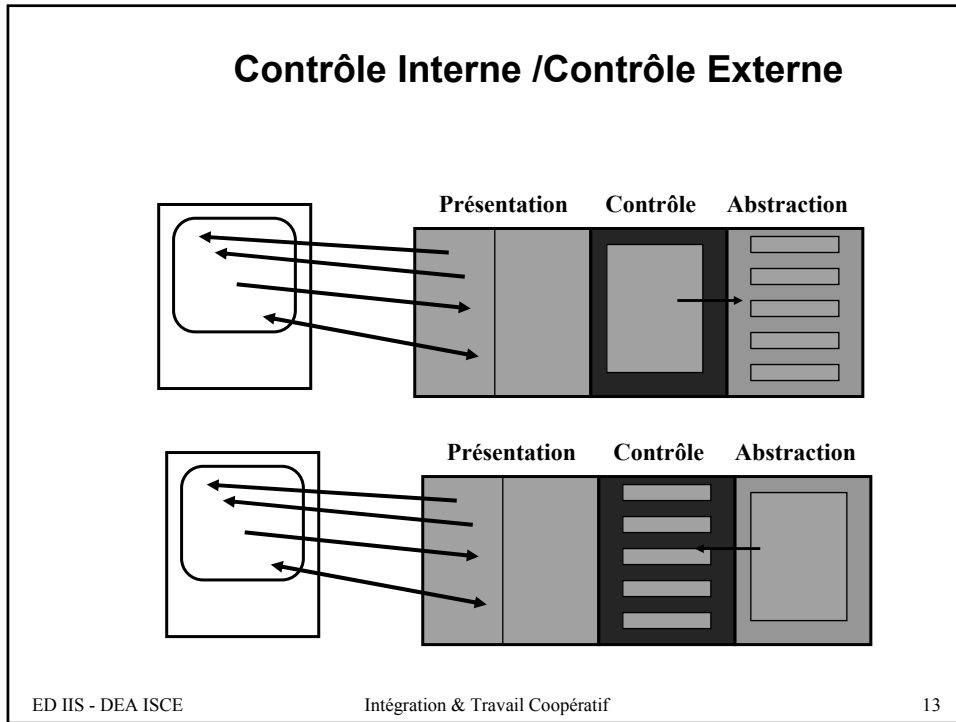 Contrôle Interne /Contrôle Externe
Présentation Contrôle Abstraction
Présentation Contrôle Abstraction
ED IIS - DEA ISCE Intégration & Travail Coopératif 13